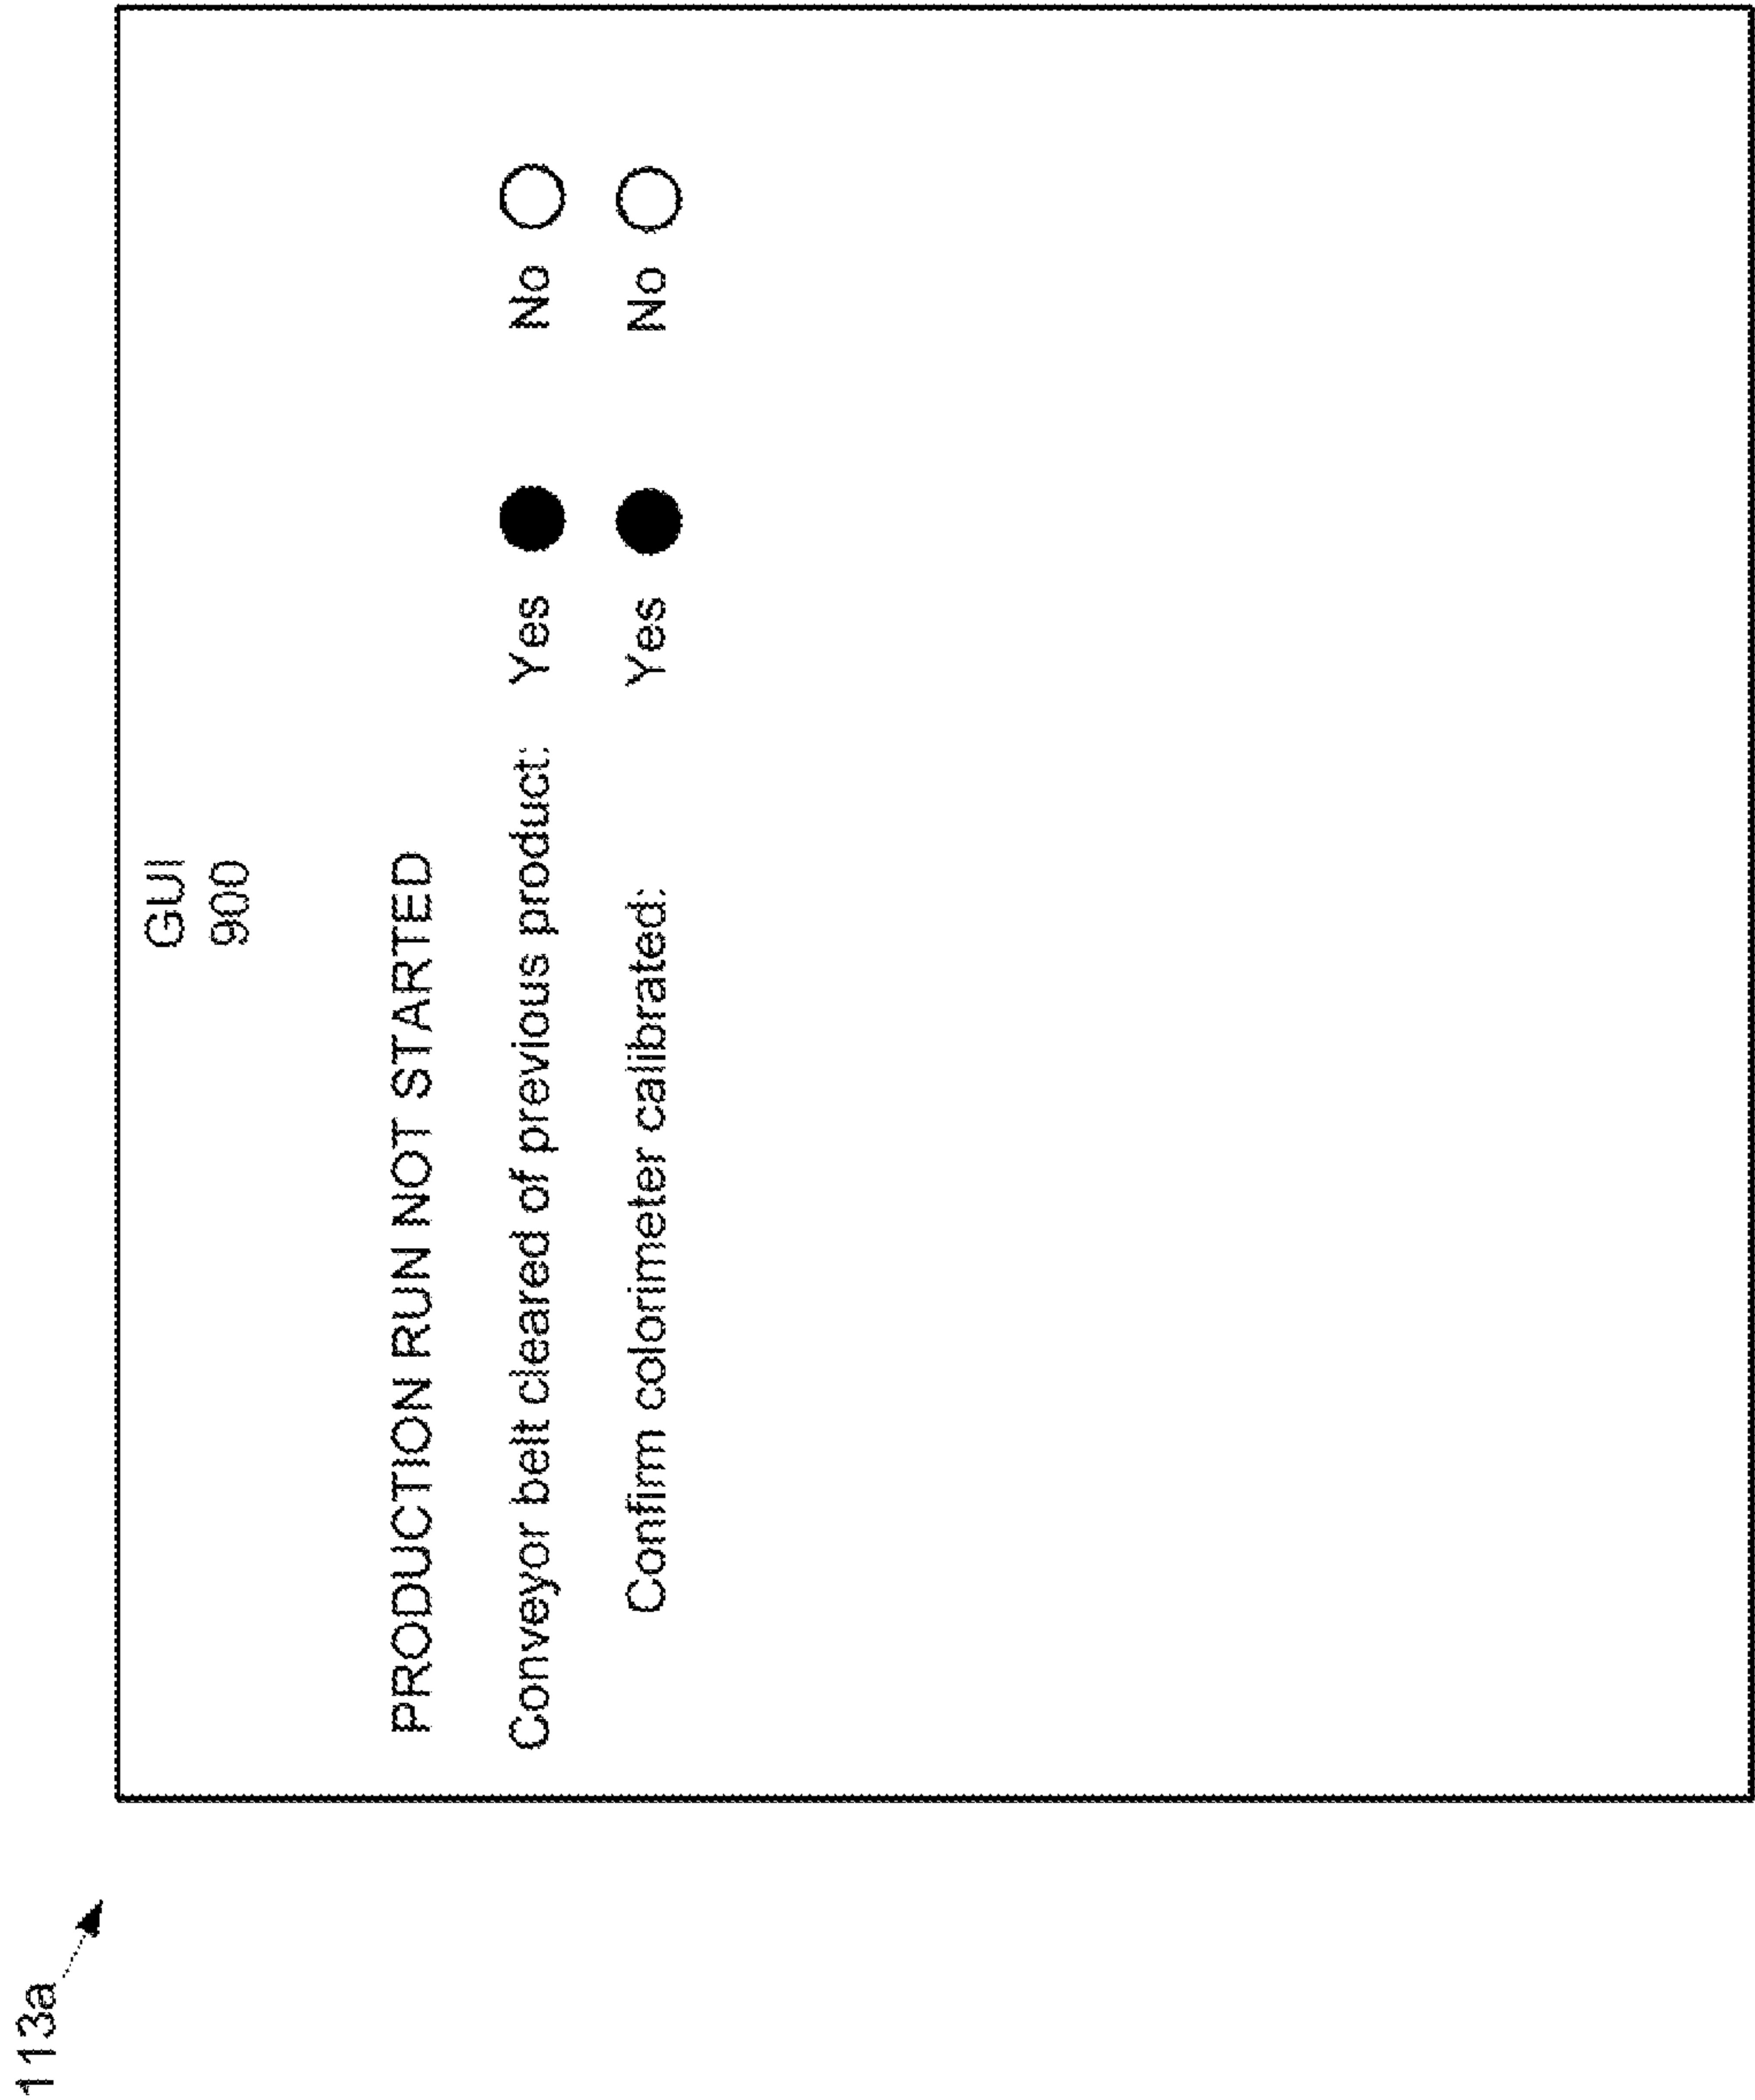 113a
GUI
900
PRODUCTION RUN NOT STARTED
Conveyor belt cleared of previous product: Yes No
Confirm colorimeter calibrated: Yes No